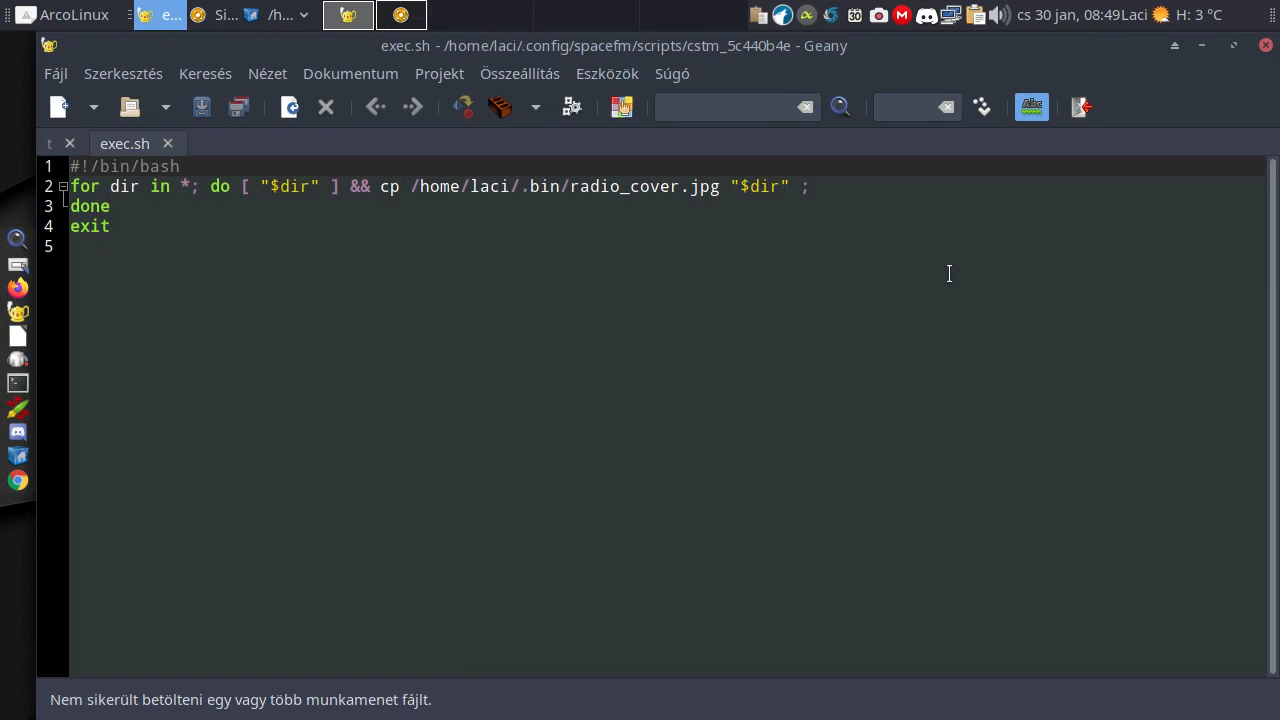 ArcoLinux e... Si... /h... 30 cs 30 jan, 08:49 Laci H: 3 °C
exec.sh - /home/laci/.config/spacefm/scripts/cstm_5c440b4e - Geany
Fájl Szerkesztés Keresés Nézet Dokumentum Projekt Összeállítás Eszközök Súgó
Abc
t exec.sh
1 #!/bin/bash
2 for dir in *; do [ "$dir" ] && cp /home/laci/.bin/radio_cover.jpg "$dir" ;
3 done
4 exit
5
Nem sikerült betölteni egy vagy több munkamenet fájlt.